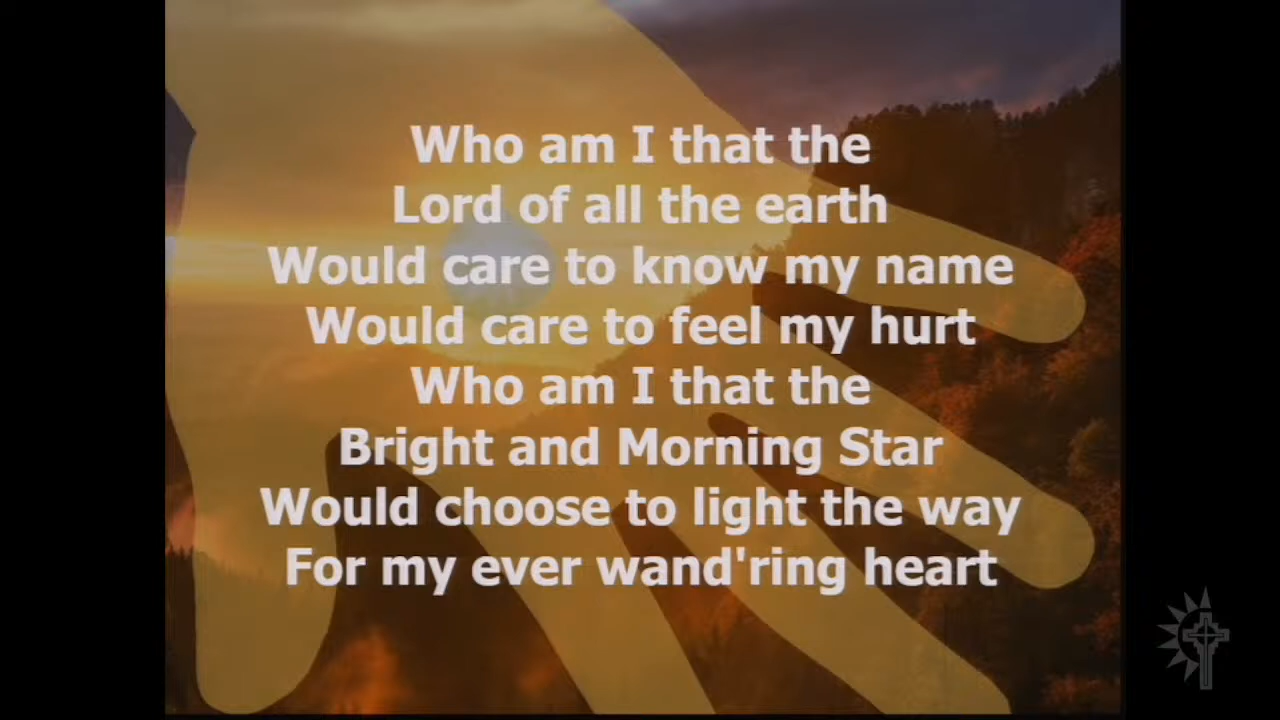 Who am I that the
Lord of all the earth
Would care to know my name
Would care to feel my hurt
Who am I that the
Bright and Morning Star
Would choose to light the way
For my ever wand'ring heart